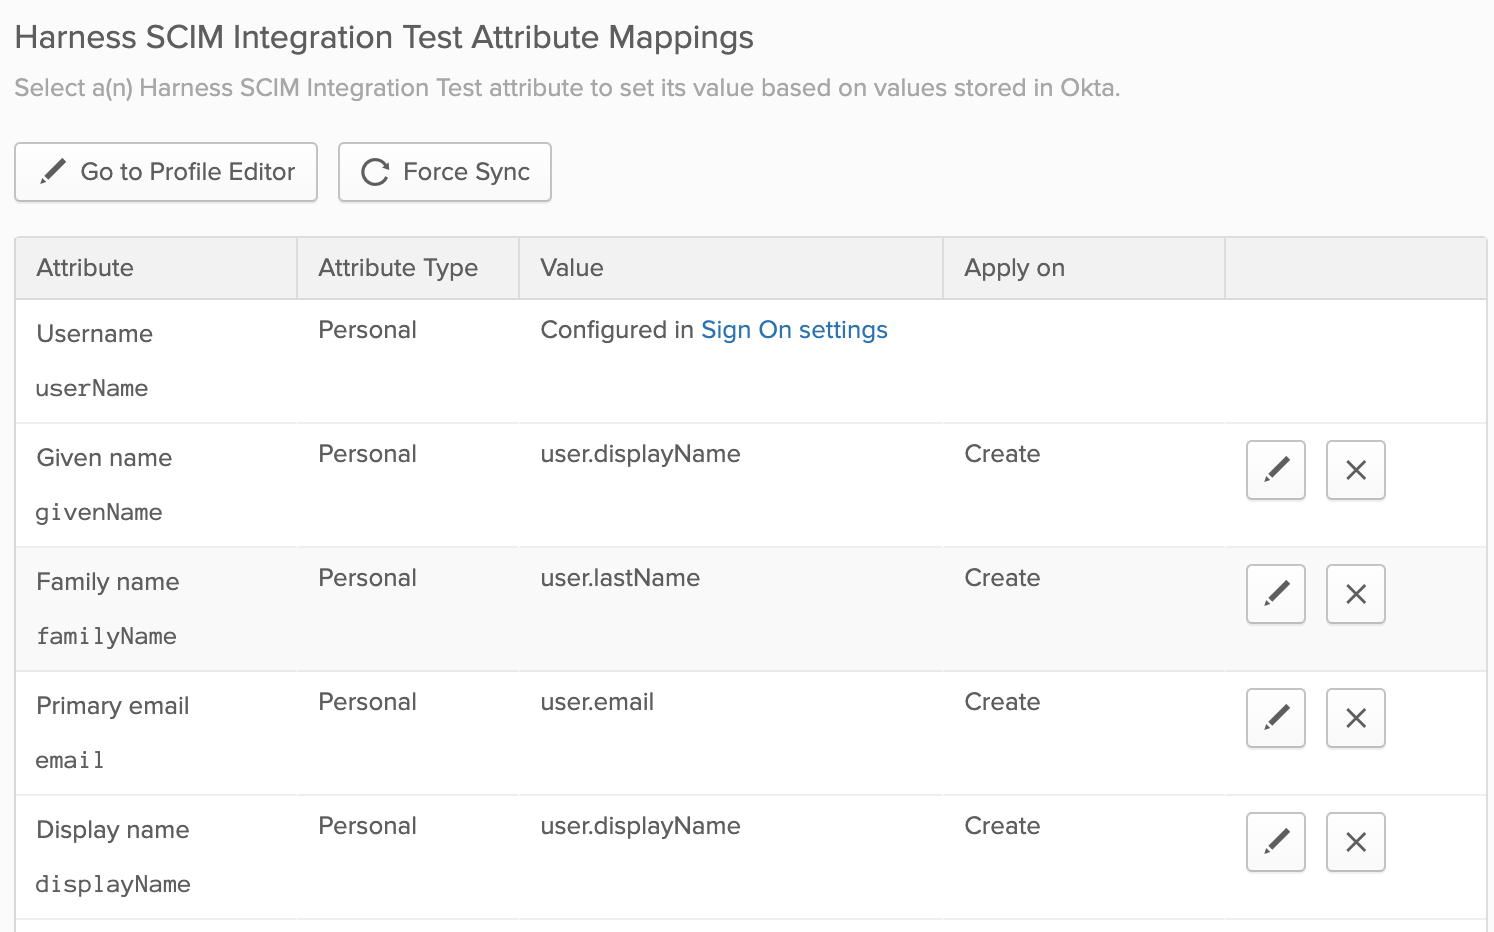 Harness SCIM Integration Test Attribute Mappings
Select a(n) Harness SCIM Integration Test attribute to set its value based on values stored in Okta.
Go to Profile Editor Force Sync
Attribute Attribute Type Value Apply on
Username Personal Configured in Sign On settings
userName
Given name Personal user.displayName Create
givenName
Family name Personal user.lastName Create
familyName
Primary email Personal user.email Create
email
Display name Personal user.displayName Create
displayName